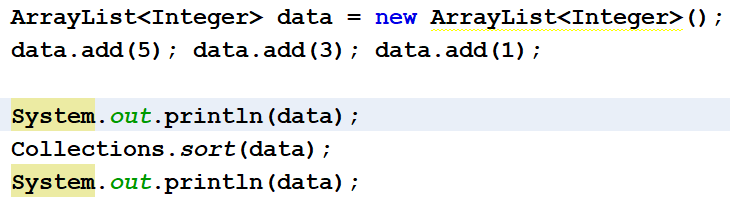 ArrayList<Integer> data = new ArrayList<Integer>();
data.add(5); data.add(3); data.add(1);
System.out.println(data);
Collections.sort(data);
System.out.println(data);